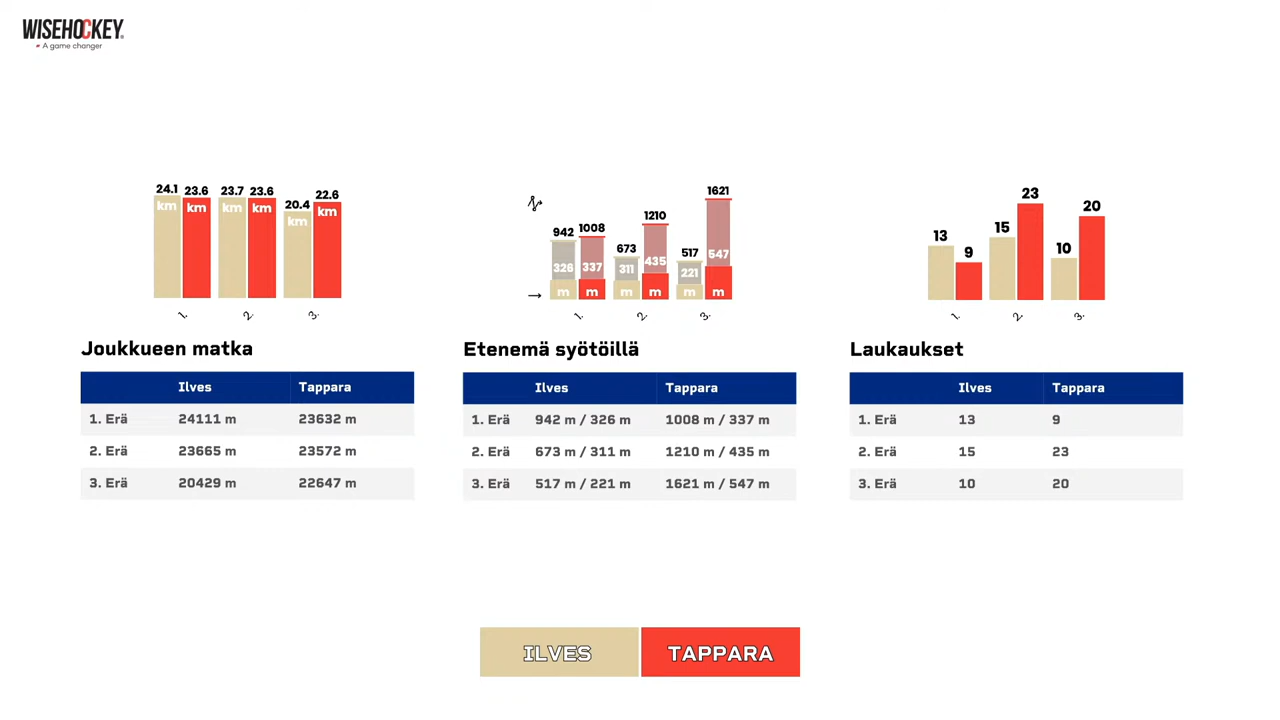 WISEHOCKEY
A game changer
24.1 23.6 23.7 23.6 20.4 22.6
km km km km km km
1. 2. 3.
Joukkueen matka
Ilves Tappara
1. Erä 24111 m 23632 m
2. Erä 23665 m 23572 m
3. Erä 20429 m 22647 m
942 1008 673 1210 517 1621
326 337 311 435 221 547
m m m m m m
1. 2. 3.
Etenemä syötöillä
Ilves Tappara
1. Erä 942 m / 326 m 1008 m / 337 m
2. Erä 673 m / 311 m 1210 m / 435 m
3. Erä 517 m / 221 m 1621 m / 547 m
13 9 15 23 10 20
1. 2. 3.
Laukaukset
Ilves Tappara
1. Erä 13 9
2. Erä 15 23
3. Erä 10 20
ILVES TAPPARA